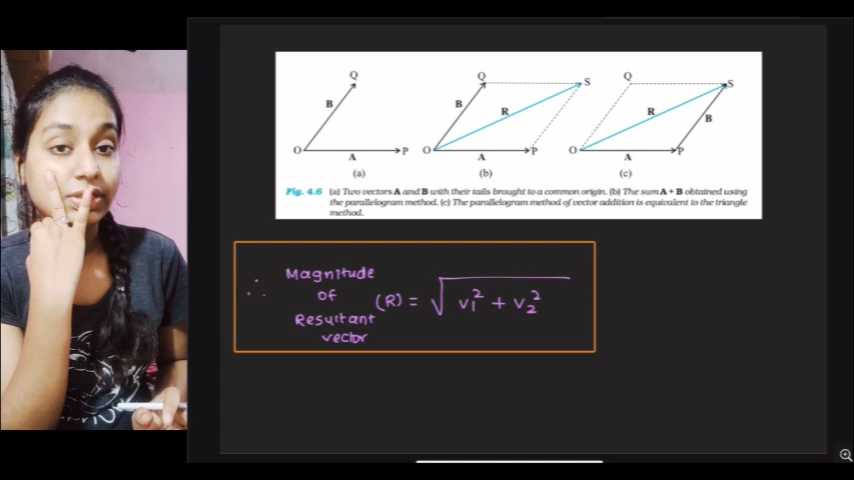 Q
B
O
A
P
(a)
Q
S
B
R
O
A
P
(b)
Q
S
R
B
O
A
P
(c)
Fig. 4.6 (a) Two vectors A and B with their tails brought to a common origin. (b) The sum A + B obtained using
the parallelogram method. (c) The parallelogram method of vector addition is equivalent to the triangle
method.
∴ Magnitude
of
Resultant
vector
(R) = √v₁² + v₂²